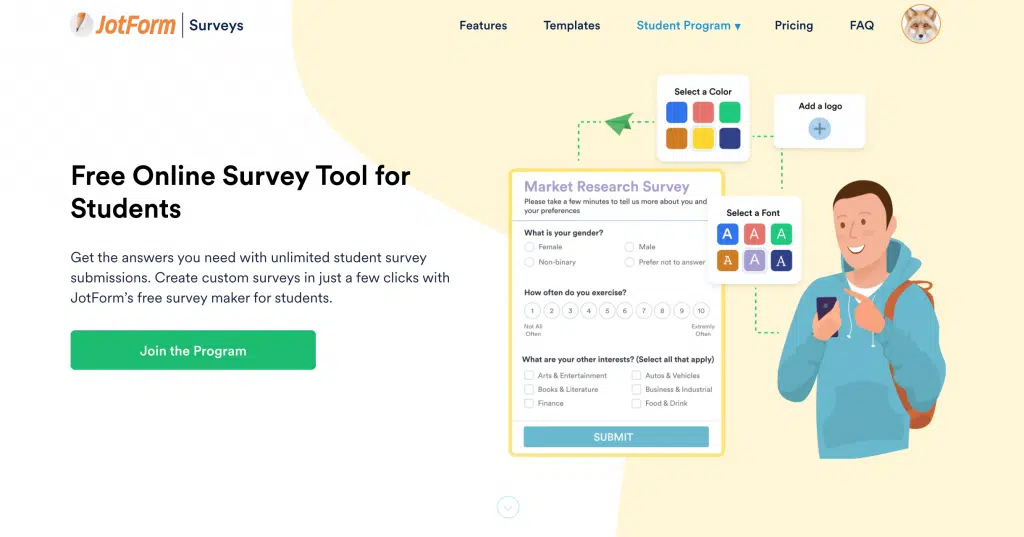 JotForm Surveys
Features Templates Student Program ▾ Pricing FAQ
Free Online Survey Tool for
Students
Get the answers you need with unlimited student survey
submissions. Create custom surveys in just a few clicks with
JotForm's free survey maker for students.
Join the Program
Select a Color
Add a logo
Market Research Survey
Please take a few minutes to tell us more about you and
your preferences
What is your gender?
Female Male
Non-binary Prefer not to answer
Select a Font
A A A
A A A
How often do you exercise?
1 2 3 4 5 6 7 8 9 10
Not All Extremly
Often Often
What are your other interests? (Select all that apply)
Arts & Entertainment Autos & Vehicles
Books & Literature Business & Industrial
Finance Food & Drink
SUBMIT